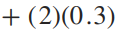 + (2)(0.3)